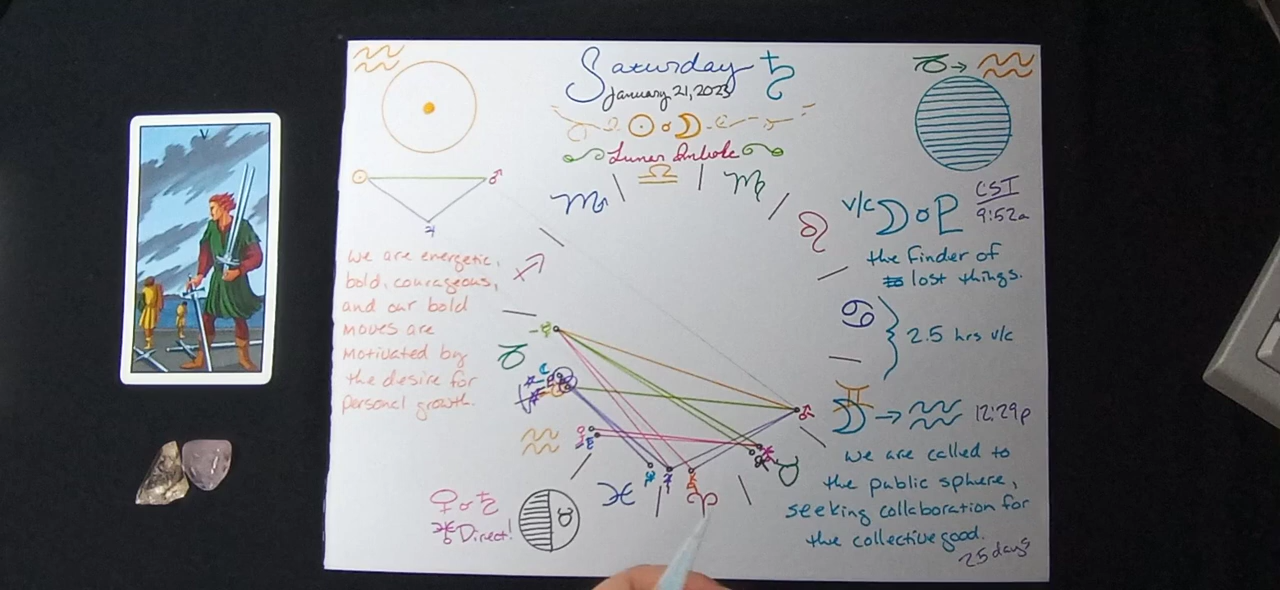 V
Saturday
January 21, 2023
Lunar Imbolc
we are energetic,
bold, courageous,
and our bold
moves are
motivated by
the desire for
personal growth.
v/c
CST
9:52a
the finder of
lost things.
2.5 hrs v/c
12:29p
we are called to
the public sphere,
seeking collaboration for
the collective good.
25 days
Direct!